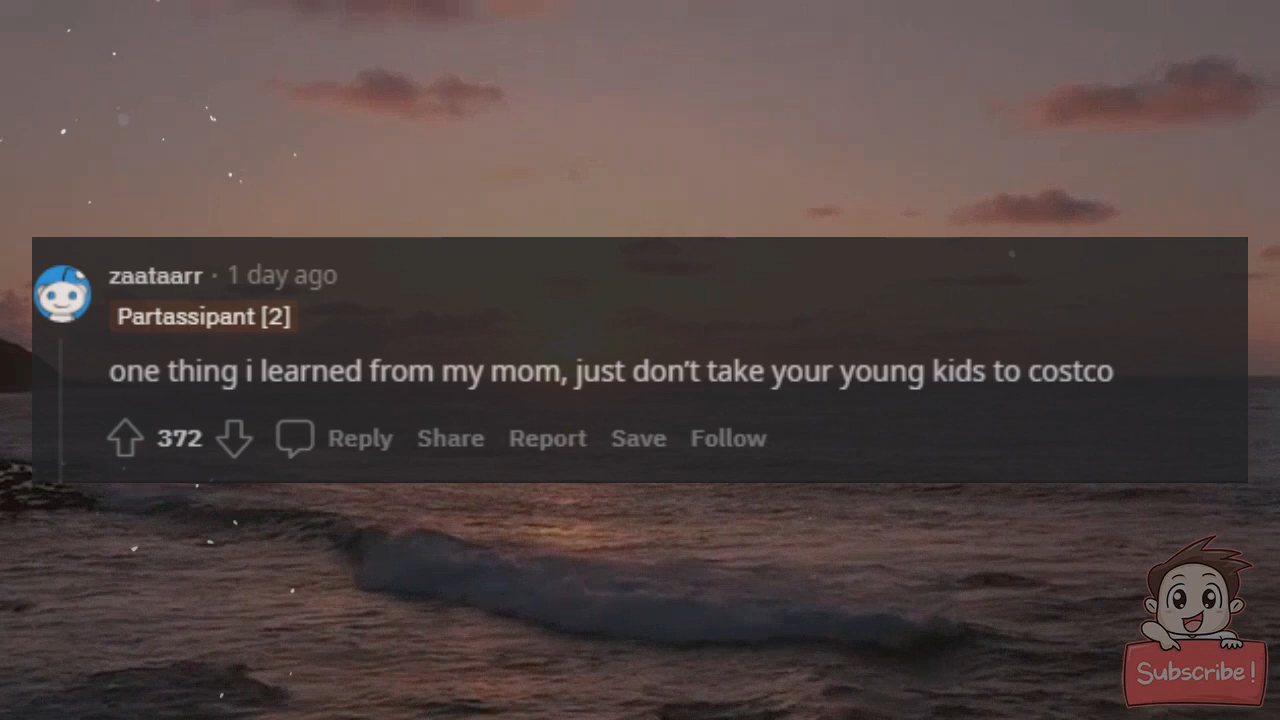 zaataarr · 1 day ago
Partassipant [2]
one thing i learned from my mom, just don't take your young kids to costco
372 Reply Share Report Save Follow
Subscribe!